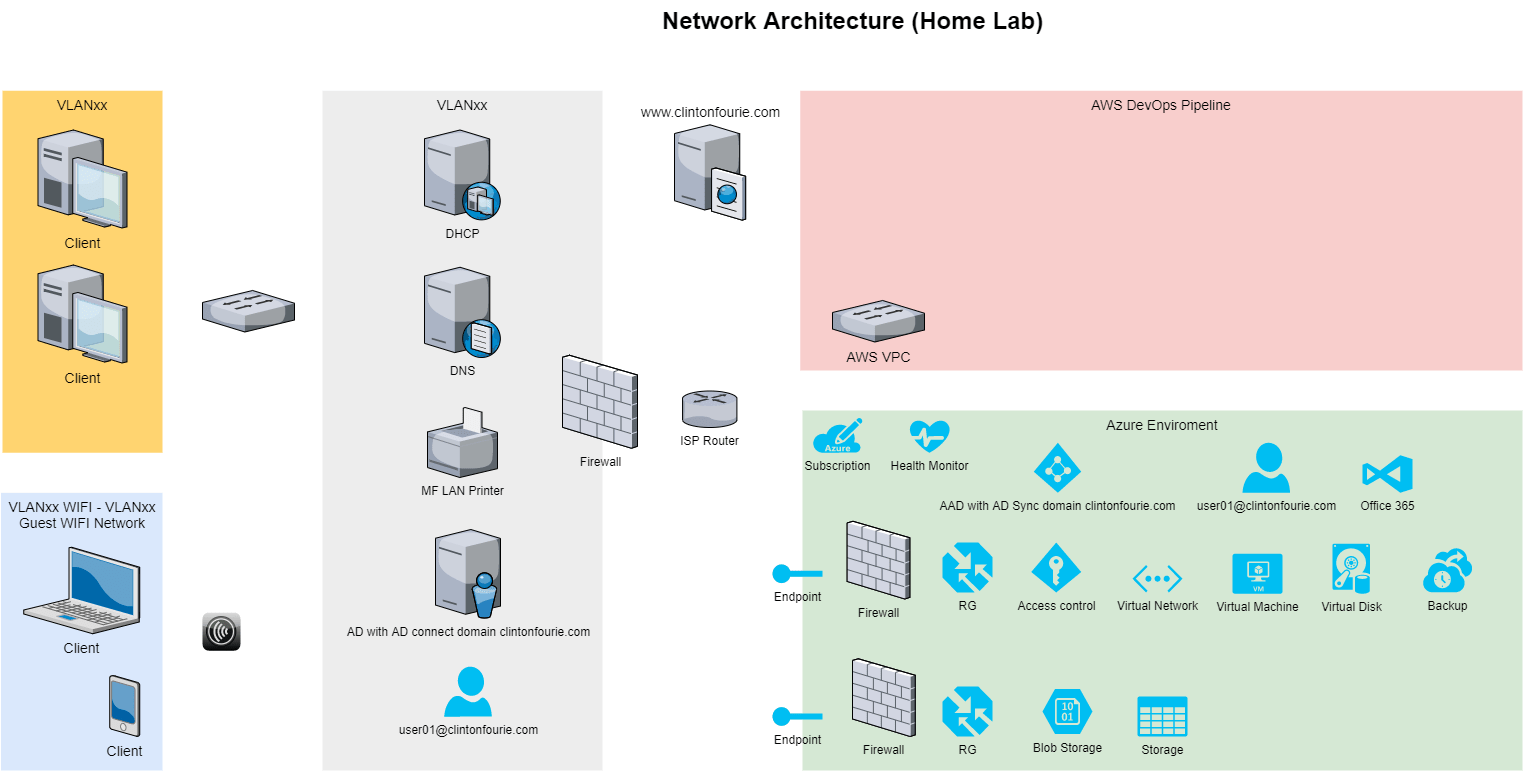 Network Architecture (Home Lab)
VLANxx
Client
Client
VLANxx WIFI - VLANxx
Guest WIFI Network
Client
Client
VLANxx
DHCP
DNS
MF LAN Printer
AD with AD connect domain clintonfourie.com
user01@clintonfourie.com
Firewall
www.clintonfourie.com
ISP Router
AWS DevOps Pipeline
AWS VPC
Azure Enviroment
Azure
Subscription
Health Monitor
AAD with AD Sync domain clintonfourie.com
user01@clintonfourie.com
Office 365
Endpoint
Firewall
RG
Access control
Virtual Network
VM
Virtual Machine
Virtual Disk
Backup
Endpoint
Firewall
RG
10
01
Blob Storage
Storage